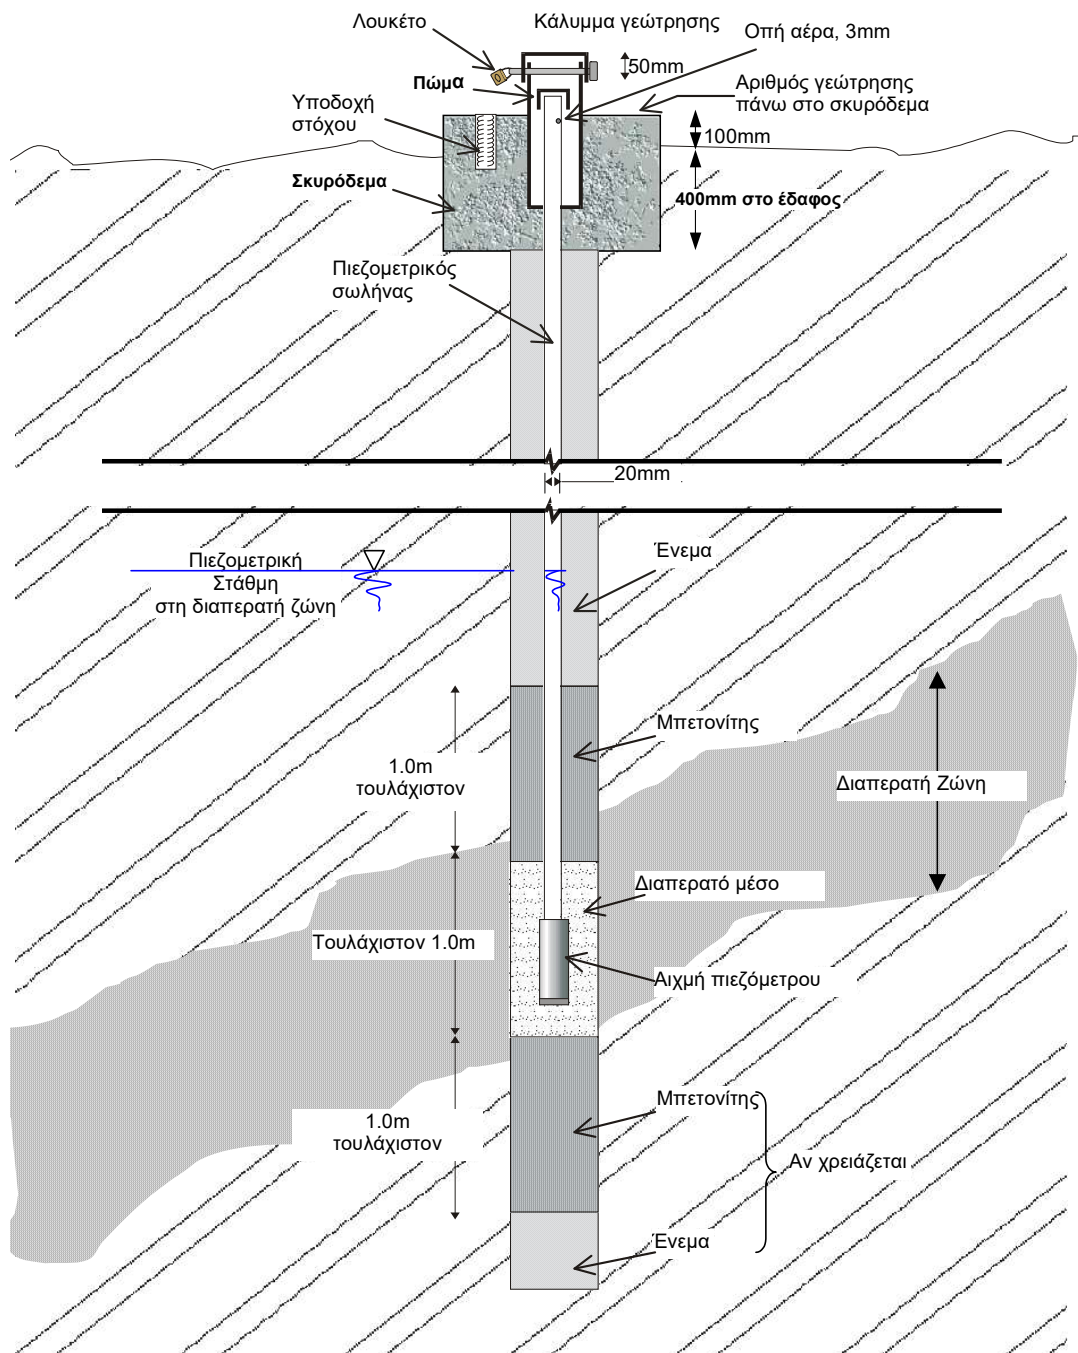 Λουκέτο
Κάλυμμα γεώτρησης
Οπή αέρα, 3mm
50mm
Πώμα
Αριθμός γεώτρησης
πάνω στο σκυρόδεμα
Υποδοχή
στόχου
100mm
Σκυρόδεμα
400mm στο έδαφος
Πιεζομετρικός
σωλήνας
20mm
Ένεμα
Πιεζομετρική
Στάθμη
στη διαπερατή ζώνη
Μπετονίτης
1.0m
τουλάχιστον
Διαπερατή Ζώνη
Διαπερατό μέσο
Τουλάχιστον 1.0m
Αιχμή πιεζόμετρου
Μπετονίτης
1.0m
τουλάχιστον
Αν χρειάζεται
Ένεμα